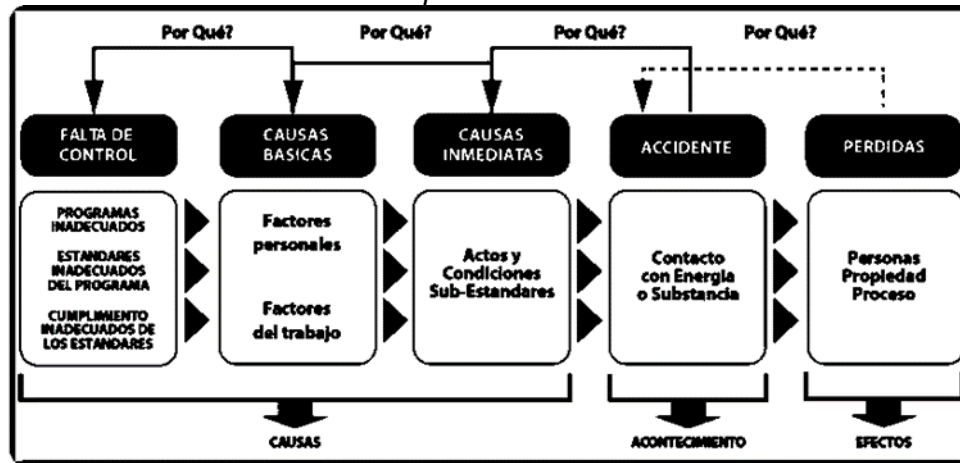 Por Qué?
Por Qué?
Por Qué?
Por Qué?
FALTA DE
CONTROL
CAUSAS
BASICAS
CAUSAS
INMEDIATAS
ACCIDENTE
PERDIDAS
PROGRAMAS
INADECUADOS
ESTANDARES
INADECUADOS
DEL PROGRAMA
CUMPLIMIENTO
INADECUADOS DE
LOS ESTANDARES
Factores
personales
Factores
del trabajo
Actos y
Condiciones
Sub-Estandares
Contacto
con Energia
o Substancia
Personas
Propiedad
Proceso
CAUSAS
ACONTECIMIENTO
EFECTOS